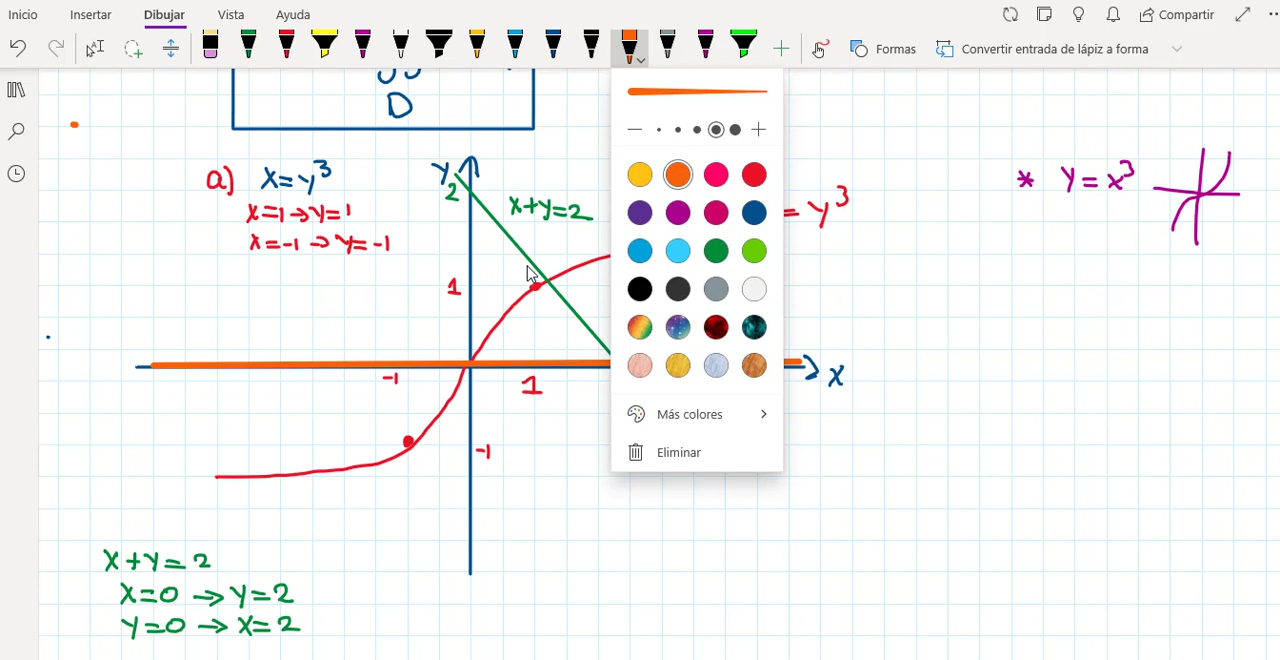 Inicio Insertar Dibujar Vista Ayuda Compartir
Formas Convertir entrada de lápiz a forma
D
a) x=y³
x=1→y=1
x=-1→y=-1
y
2
x+y=2
= y³
* y=x³
1
-1
1
x
-1
x+y=2
x=0 → y=2
y=0 → x=2
Más colores
Eliminar